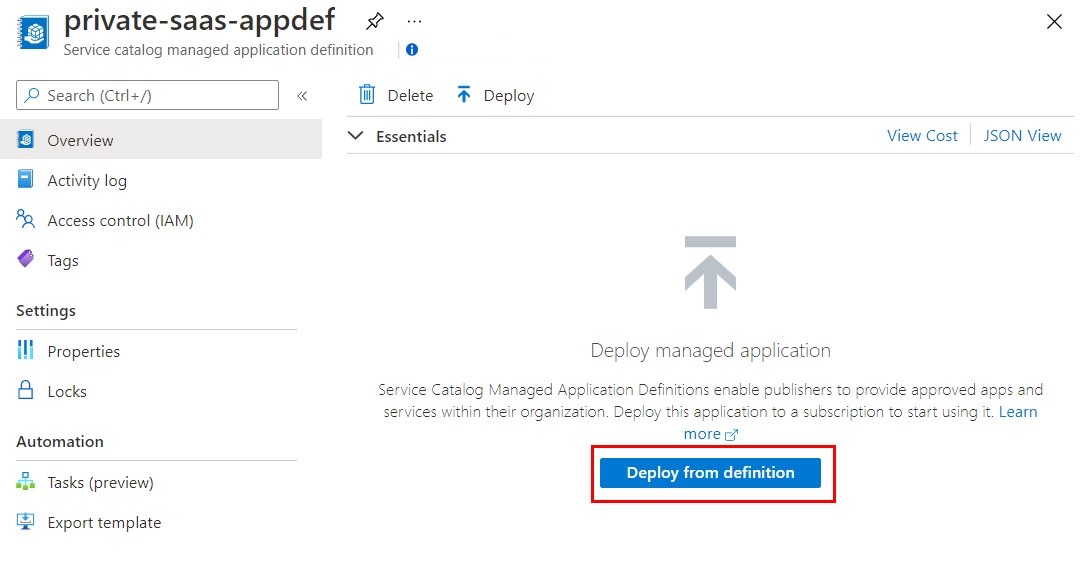 private-saas-appdef
Service catalog managed application definition
Search (Ctrl+/)
Overview
Activity log
Access control (IAM)
Tags
Settings
Properties
Locks
Automation
Tasks (preview)
Export template
Delete
Deploy
Essentials
View Cost
JSON View
Deploy managed application
Service Catalog Managed Application Definitions enable publishers to provide approved apps and
services within their organization. Deploy this application to a subscription to start using it. Learn
more
Deploy from definition